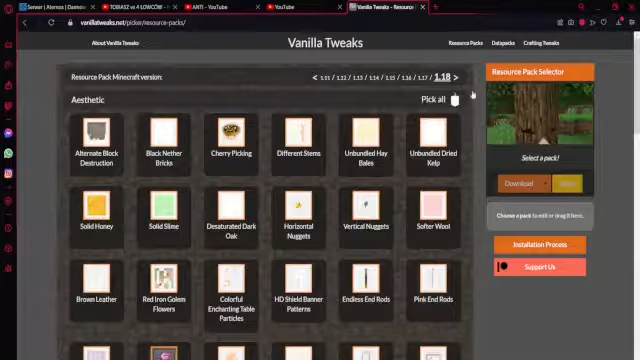 Server | Aternos | Darmow
TOBIASZ vs 4 LOWCÓW -
ANTI - YouTube
YouTube
Vanilla Tweaks - Resource
vanillatweaks.net/picker/resource-packs/
About Vanilla Tweaks
Vanilla Tweaks
Resource Packs
Datapacks
Crafting Tweaks
Resource Pack Minecraft version:
< 1.11 / 1.12 / 1.13 / 1.14 / 1.15 / 1.16 / 1.17 / 1.18 >
Resource Pack Selector
Aesthetic
Pick all
Alternate Block Destruction
Black Nether Bricks
Cherry Picking
Different Stems
Unbundled Hay Bales
Unbundled Dried Kelp
Select a pack!
Download
Choose a pack to edit or drag it here.
Solid Honey
Solid Slime
Desaturated Dark Oak
Horizontal Nuggets
Vertical Nuggets
Softer Wool
Installation Process
Support Us
Brown Leather
Red Iron Golem Flowers
Colorful Enchanting Table Particles
HD Shield Banner Patterns
Endless End Rods
Pink End Rods